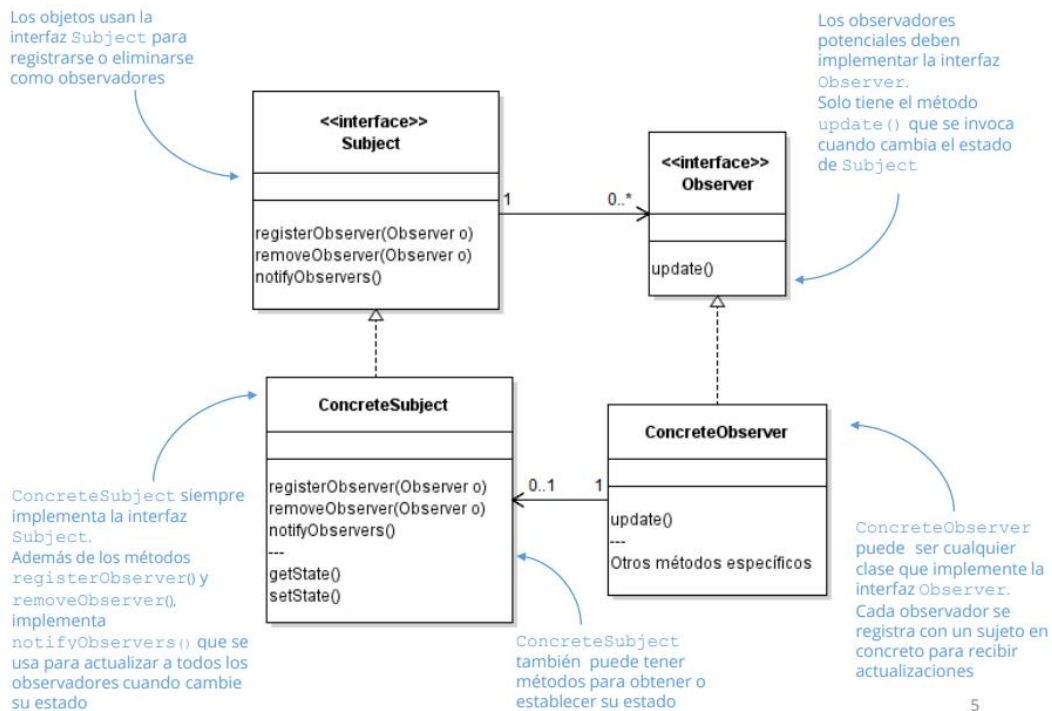 Los objetos usan la
interfaz Subject para
registrarse o eliminarse
como observadores
Los observadores
potenciales deben
implementar la interfaz
Observer.
Solo tiene el método
update() que se invoca
cuando cambia el estado
de Subject
<<interface>>
Subject
registerObserver(Observer o)
removeObserver(Observer o)
notifyObservers()
1
0..*
<<interface>>
Observer
update()
ConcreteSubject
registerObserver(Observer o)
removeObserver(Observer o)
notifyObservers()
---
getState()
setState()
0..1
1
ConcreteObserver
update()
---
Otros métodos específicos
ConcreteSubject siempre
implementa la interfaz
Subject.
Además de los métodos
registerObserver() y
removeObserver(),
implementa
notifyObservers() que se
usa para actualizar a todos los
observadores cuando cambie
su estado
ConcreteSubject
también puede tener
métodos para obtener o
establecer su estado
ConcreteObserver
puede ser cualquier
clase que implemente la
interfaz Observer.
Cada observador se
registra con un sujeto en
concreto para recibir
actualizaciones
5